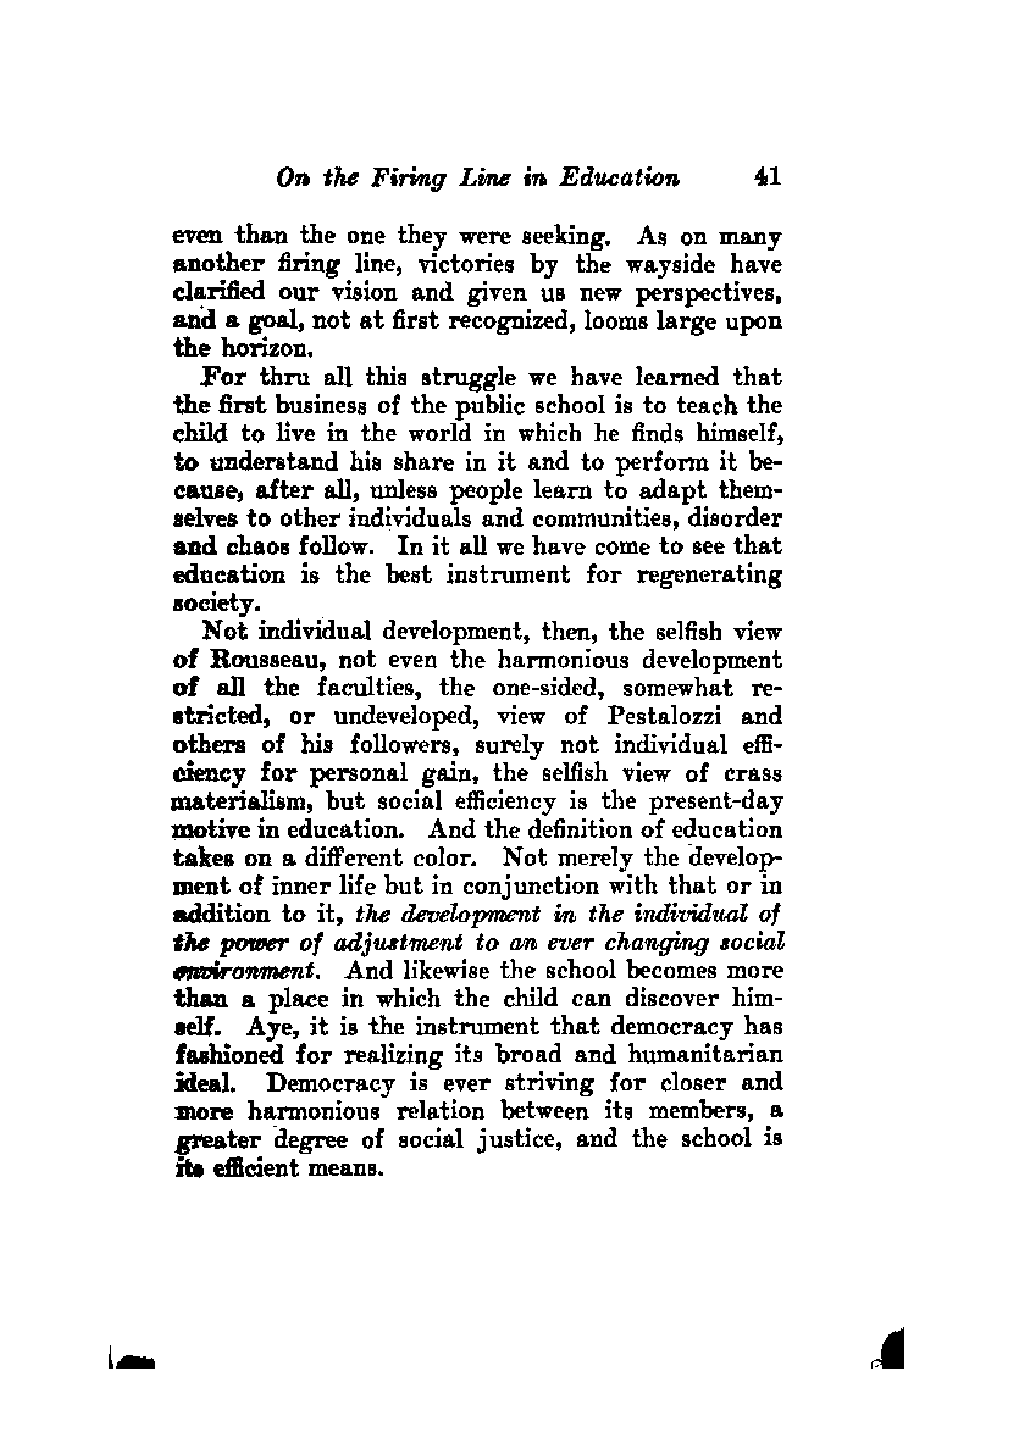 On the Firing Line in Education 41
even than the one they were seeking. As on many
another firing line, victories by the wayside have
clarified our vision and given us new perspectives,
and a goal, not at first recognized, looms large upon
the horizon.
For thru all this struggle we have learned that
the first business of the public school is to teach the
child to live in the world in which he finds himself,
to understand his share in it and to perform it be-
cause, after all, unless people learn to adapt them-
selves to other individuals and communities, disorder
and chaos follow. In it all we have come to see that
education is the best instrument for regenerating
society.
Not individual development, then, the selfish view
of Rousseau, not even the harmonious development
of all the faculties, the one-sided, somewhat re-
stricted, or undeveloped, view of Pestalozzi and
others of his followers, surely not individual effi-
ciency for personal gain, the selfish view of crass
materialism, but social efficiency is the present-day
motive in education. And the definition of education
takes on a different color. Not merely the develop-
ment of inner life but in conjunction with that or in
addition to it, the development in the individual of
the power of adjustment to an ever changing social
environment. And likewise the school becomes more
than a place in which the child can discover him-
self. Aye, it is the instrument that democracy has
fashioned for realizing its broad and humanitarian
ideal. Democracy is ever striving for closer and
more harmonious relation between its members, a
greater degree of social justice, and the school is
its efficient means.